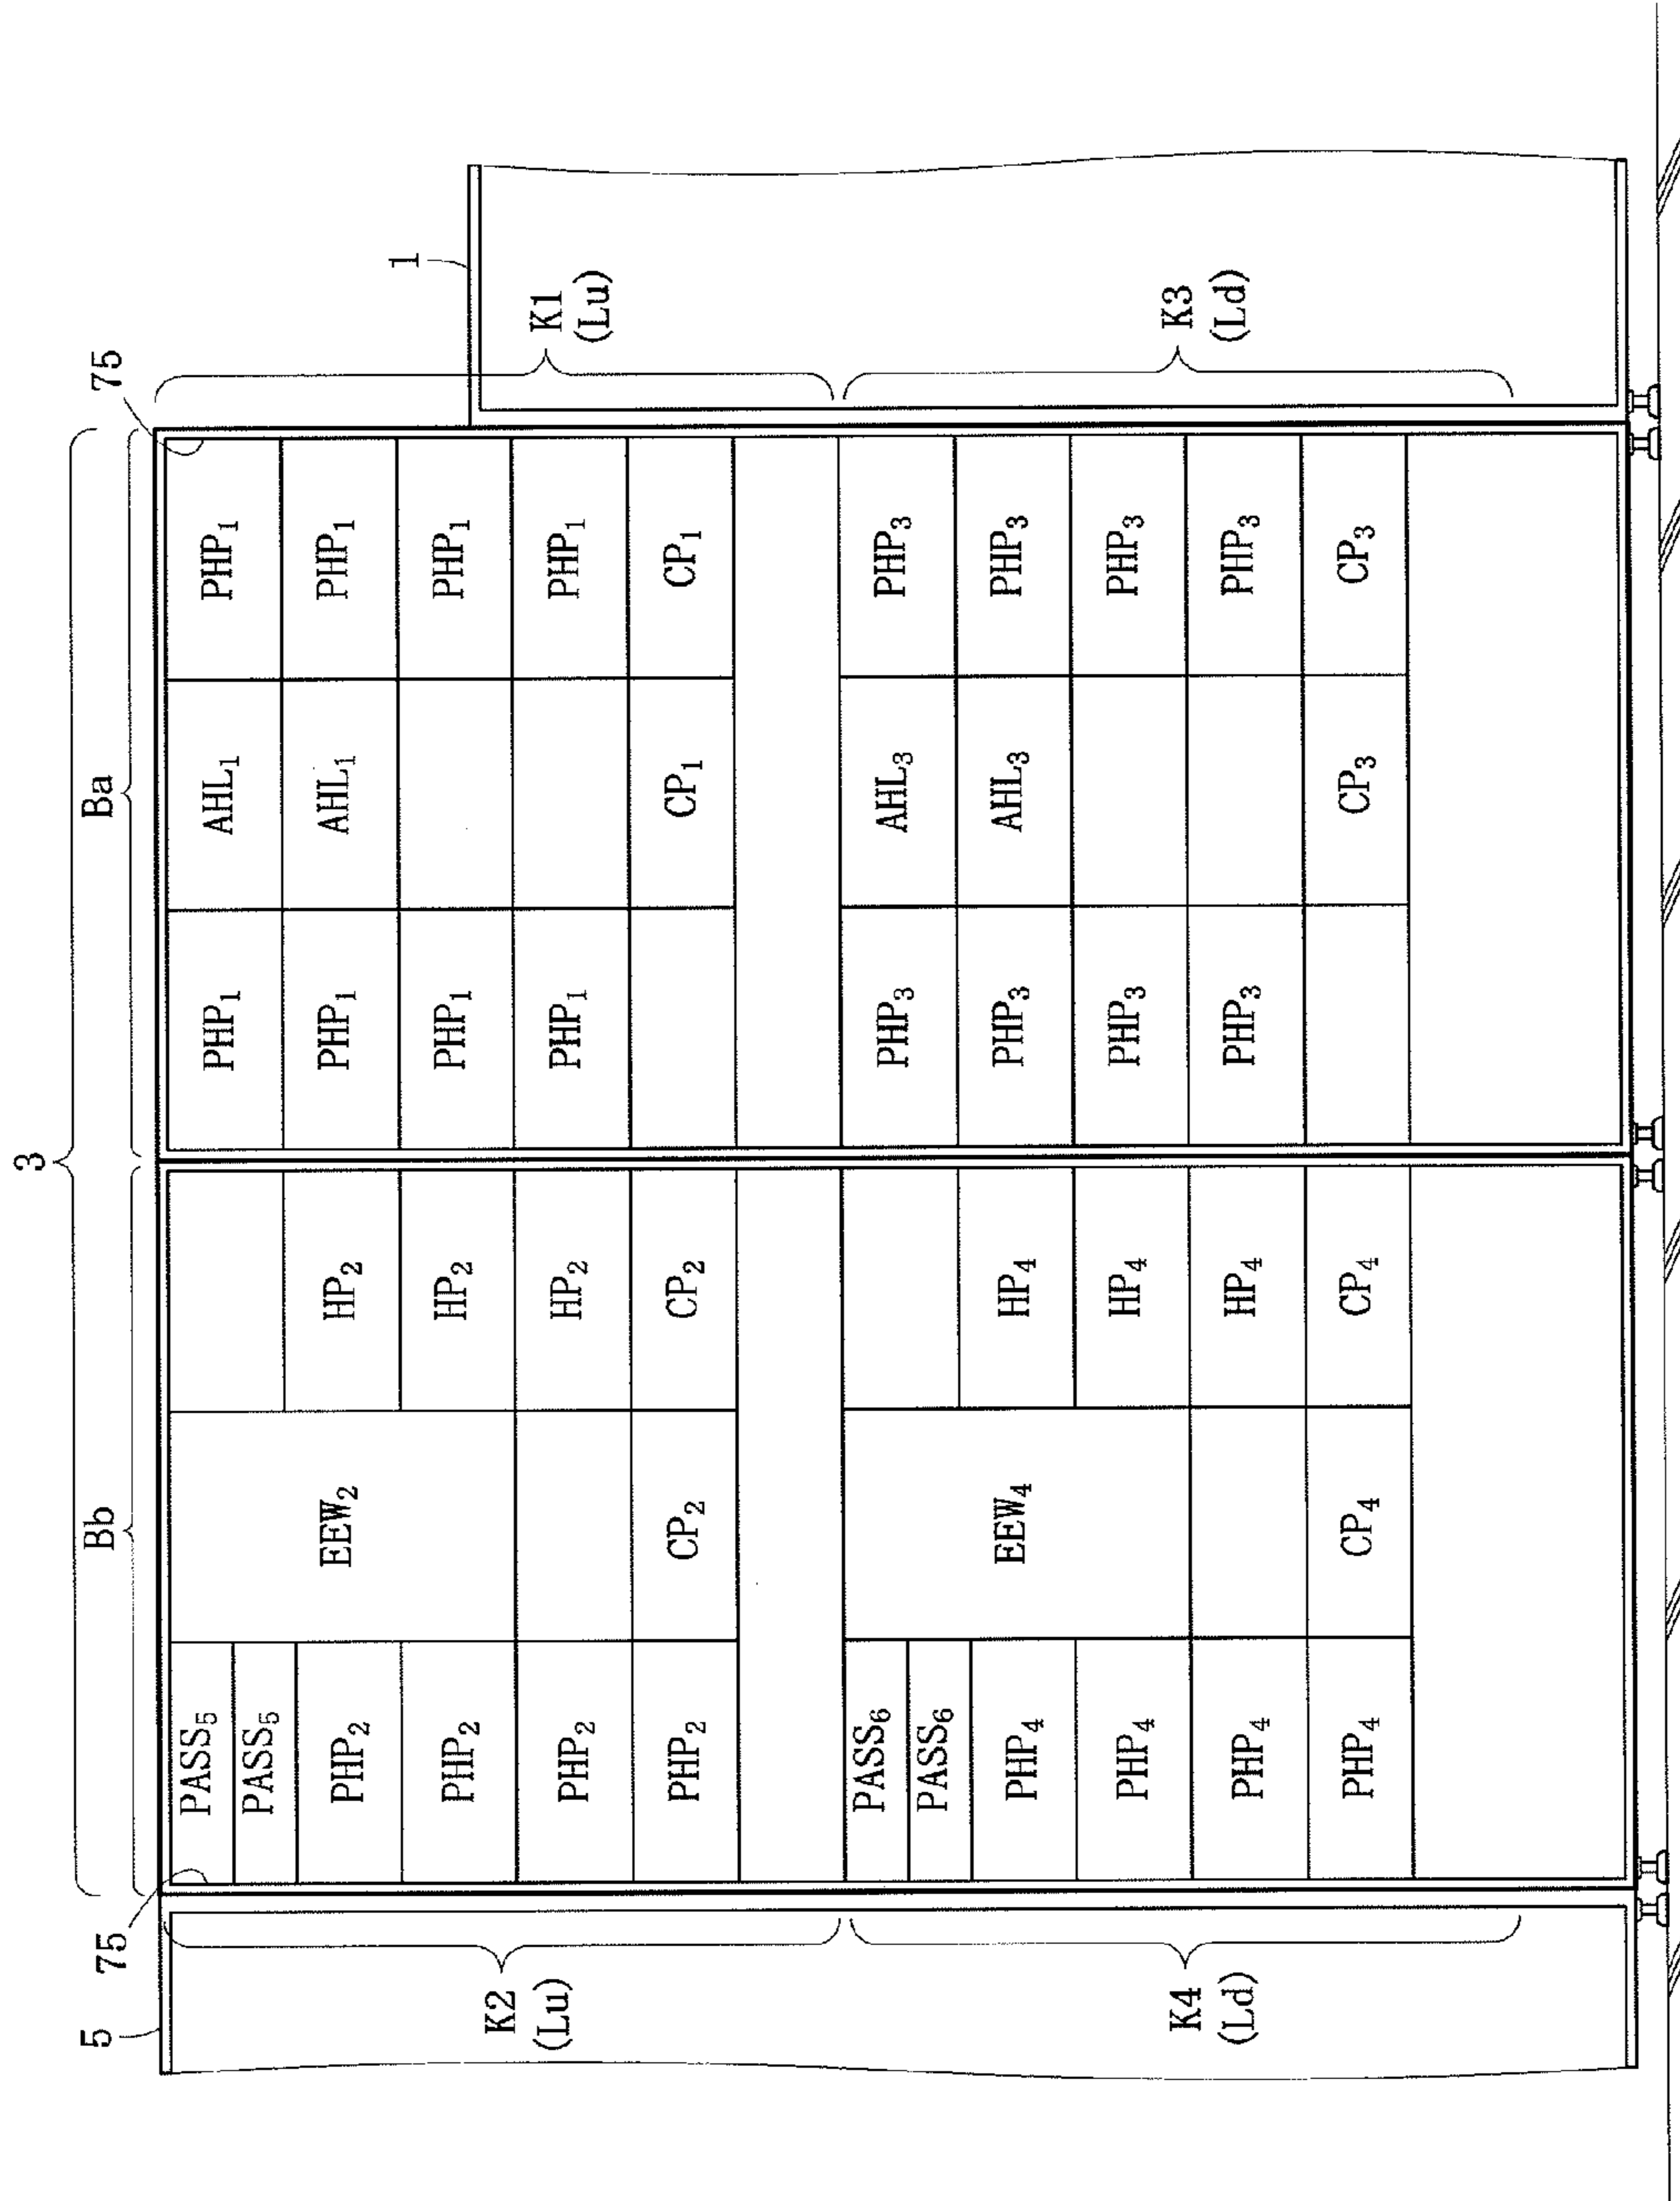 3
Bb Ba
5 75 75
PASS₅ PHP₁ AHL₁ PHP₁
PASS₅
PHP₂ EEW₂ HP₂ PHP₁ AHL₁ PHP₁
1
PHP₂ HP₂ PHP₁ PHP₁
K2 K1
(Lu) (Lu)
PHP₂ HP₂ PHP₁ PHP₁
PHP₂ CP₂ CP₂ CP₁ CP₁
PASS₆ PHP₃ AHL₃ PHP₃
PASS₆
PHP₄ EEW₄ HP₄ PHP₃ AHL₃ PHP₃
PHP₄ HP₄ PHP₃ PHP₃
K4 K3
(Ld) (Ld)
PHP₄ HP₄ PHP₃ PHP₃
PHP₄ CP₄ CP₄ CP₃ CP₃